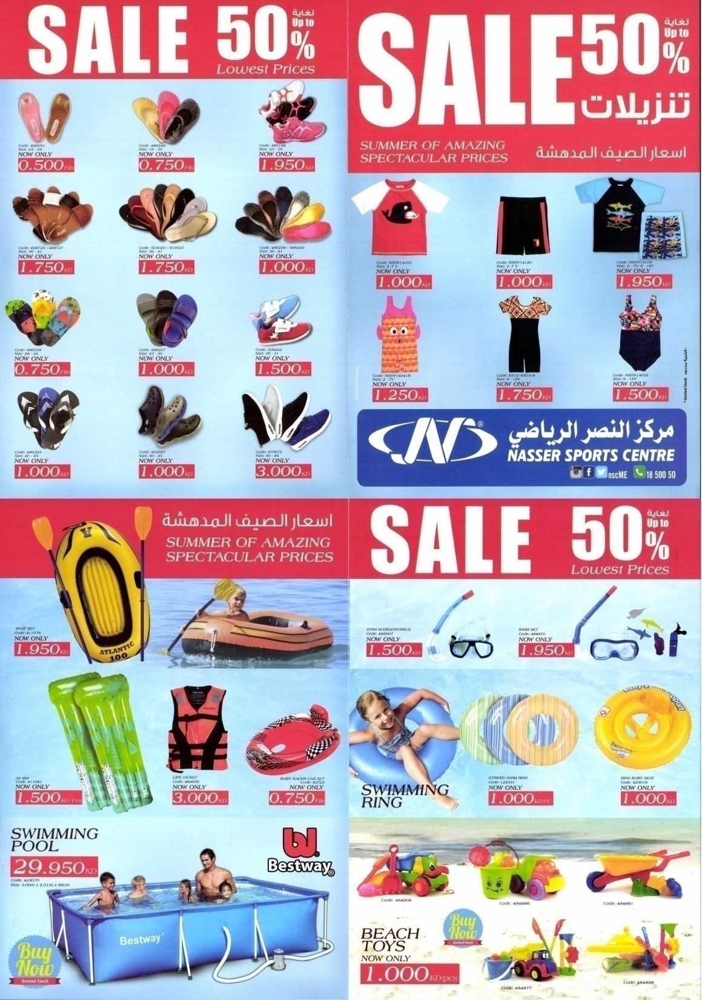 SALE 50%
لغاية
Up to
Lowest Prices
Code: 499051
Size: 24 - 34
NOW ONLY
0.500 Fils
Code: 486249
Size: 19 - 30
NOW ONLY
0.750 Fils
Code: 485168
Size: 23 - 35
NOW ONLY
1.950 KD
Code: 498725 / 498727
Size: 36 - 41
NOW ONLY
1.750 KD
Code: 503020 / 503023
Size: 36 - 41
NOW ONLY
1.750 KD
Code: 486238 / 486243
Size: 36 - 41
NOW ONLY
1.000 KD
Code: 486338
Size: 28 - 34
NOW ONLY
0.750 Fils
Code: 486227
Size: 23 - 30
NOW ONLY
1.000 KD
Code: 508242
Size: 26 - 31
NOW ONLY
1.500 KD
Code: 486393
Size: 40 - 45
NOW ONLY
1.000 KD
Code: 459997
Size: 40 - 45
NOW ONLY
1.000 KD
Code: 475872
Size: 40 - 46
NOW ONLY
3.000 KD
SALE 50%
لغاية
Up to
تنزيلات
SUMMER OF AMAZING
SPECTACULAR PRICES
اسعار الصيف المدهشة
Code: NSSW14105
Size: 2 -7 Y
NOW ONLY
1.000 KD
Code: NSSW14120
Size: 2 -7 Y
NOW ONLY
1.000 KD
Code: NSSW14109
Size: 2 - 7Y/ 8 - 16Y
NOW ONLY
1.950 KD
Code: NSSW14041B
Size: 2 - 7Y
NOW ONLY
1.250 KD
Code: KS15/49G-S-8
Size: 8 - 16Y
NOW ONLY
1.750 KD
Code: NSSW14055
Size: 8 - 16Y
NOW ONLY
1.500 KD
* limited Stock الكمية محدودة *
N ®
مركز النصر الرياضي
NASSER SPORTS CENTRE
nscME 18 500 50
اسعار الصيف المدهشة
SUMMER OF AMAZING
SPECTACULAR PRICES
ATLANTIC
100
BOAT SET
Code: 411076
NOW ONLY
1.950 KD
Air Mat
Code: 411061
NOW ONLY
1.500 KD/Pcs
LIFE JACKET
Code: 484956
NOW ONLY
3.000 KD
BABY RACER CAR SET
Code: 82723
NOW ONLY
0.750 Fils
SWIMMING
POOL
29.950 KD
Code: 423070
Size: 3.00m x 2.01m x 66cm
Bestway®
Bestway
Buy
Now
limited Stock
SALE 50%
لغاية
Up to
Lowest Prices
SWIM MASK&SNORKLE
Code: 485007
NOW ONLY
1.500 KD
SWIM SET
Code: 484970
NOW ONLY
1.950 KD
SWIMMING
RING
STRIPED SWIM RING
Code: 122331
NOW ONLY
1.000 KD/PC
Baby Swim Support
Swim
RING BABY SEAT
Code: 423016
NOW ONLY
1.000 KD
Code: 484908
Code: 484886
Code: 484881
BEACH
TOYS
NOW ONLY
1.000 KD/pcs
Buy
Now
limited Stock
Code: 484877
Code: 484898